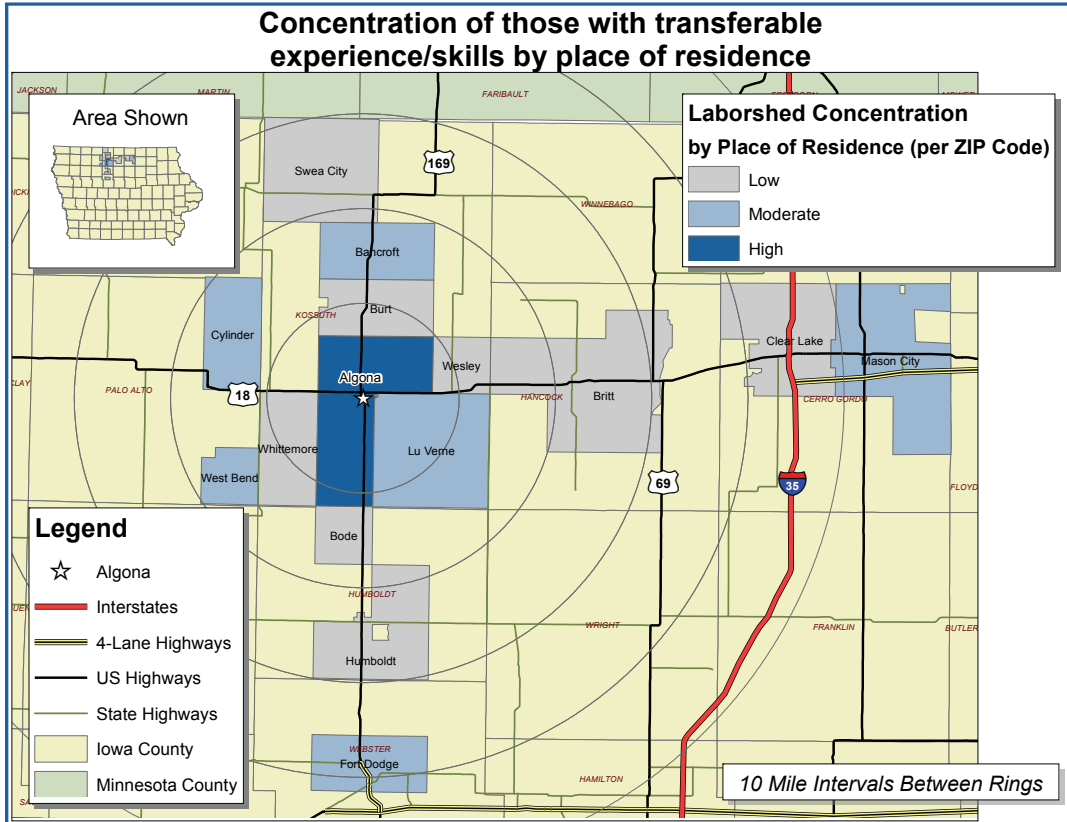 Concentration of those with transferable
experience/skills by place of residence
JACKSON
MARTIN
FARIBAULT
Area Shown
Laborshed Concentration
by Place of Residence (per ZIP Code)
Low
Moderate
High
169
Swea City
WINNEBAGO
Bancroft
KOSSUTH
Burt
Cylinder
Clear Lake
Mason City
Wesley
Algona
CLAY
PALO ALTO
18
HANCOCK
Britt
CERRO GORDO
Whittemore
Lu Verne
West Bend
69
35
FLOYD
Bode
HUMBOLDT
WRIGHT
FRANKLIN
BUTLER
Humboldt
WEBSTER
Fort Dodge
HAMILTON
Legend
Algona
Interstates
4-Lane Highways
US Highways
State Highways
Iowa County
Minnesota County
10 Mile Intervals Between Rings